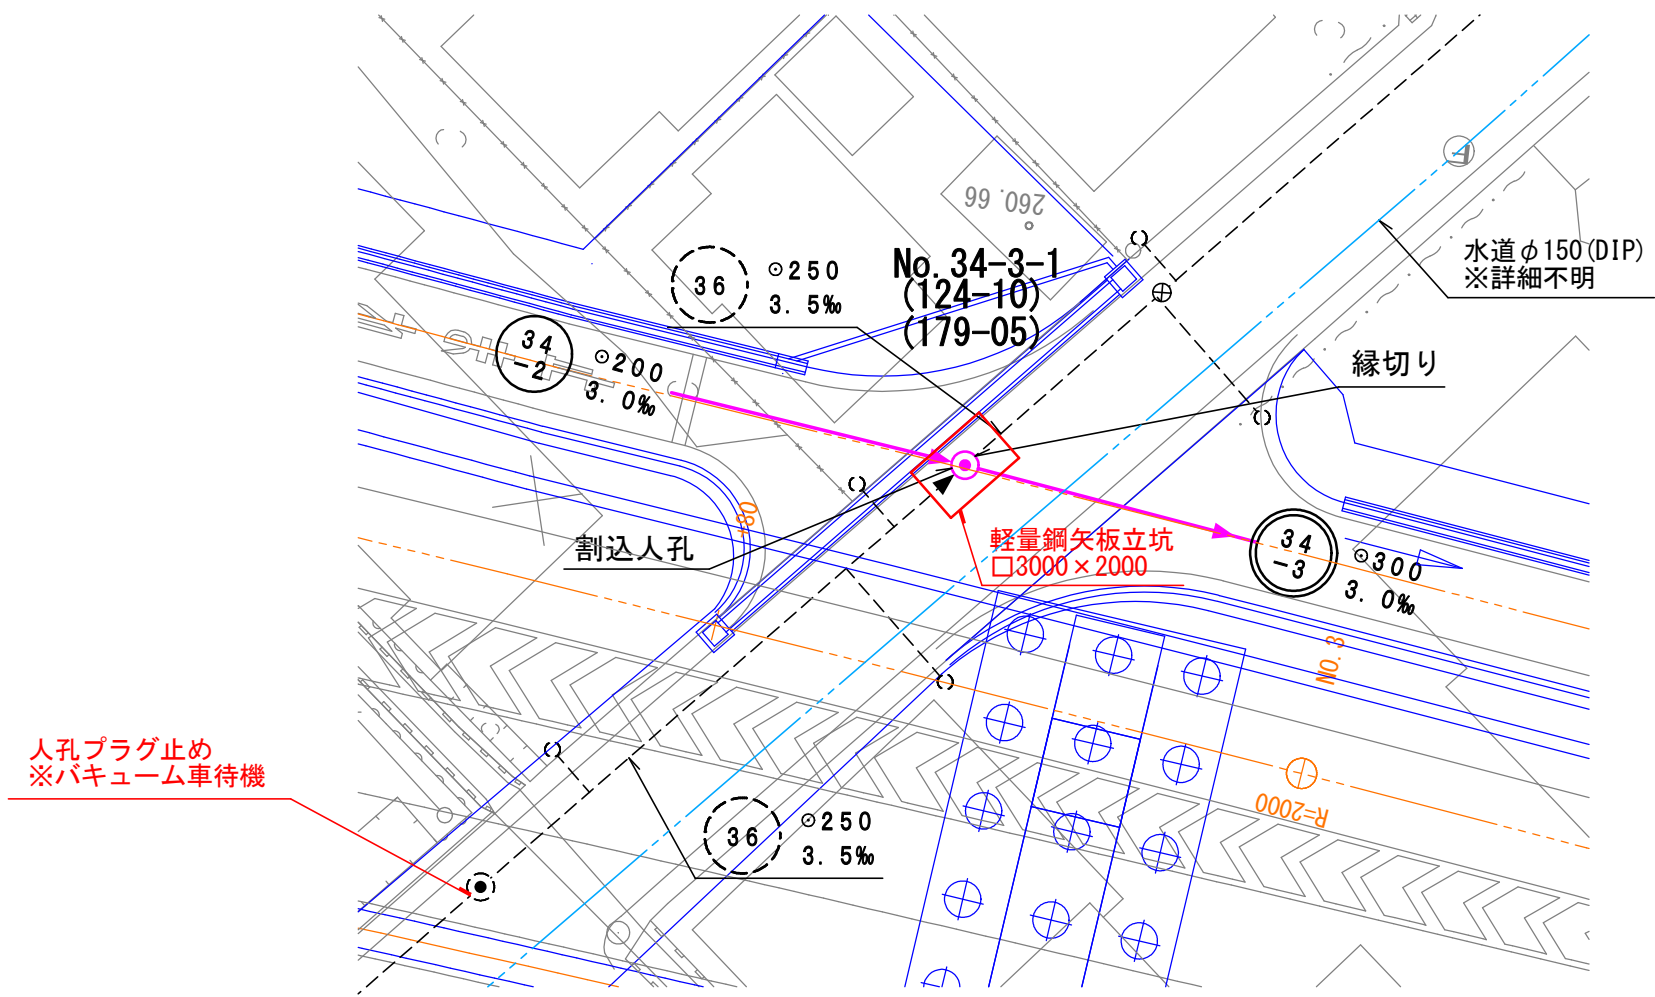 260.66
水道φ150(DIP)
※詳細不明
36
⊙250
3.5‰
No.34-3-1
(124-10)
(179-05)
34
-2
⊙200
3.0‰
縁切り
+80
割込人孔
軽量鋼矢板立坑
□3000×2000
34
-3
⊙300
3.0‰
NO.3
人孔プラグ止め
※バキューム車待機
R=2000
36
⊙250
3.5‰